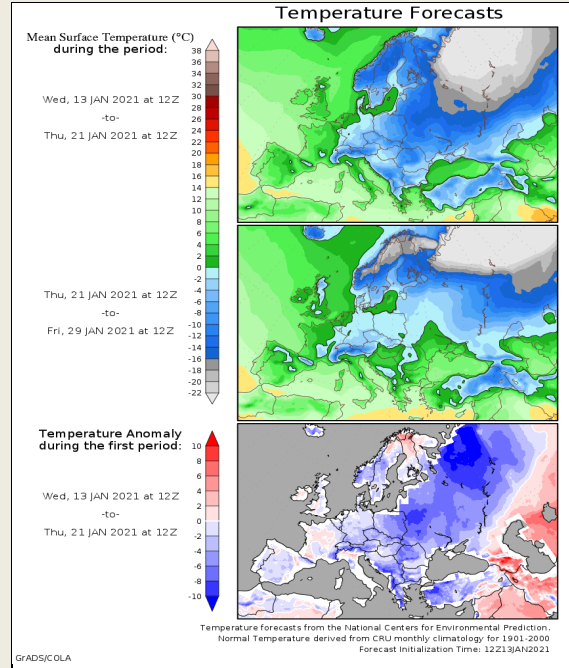 Temperature Forecasts
Mean Surface Temperature (°C)
during the period:
38
36
34
32
30
28
26
24
22
20
18
16
14
12
10
8
6
4
2
0
-2
-4
-6
-8
-10
-12
-14
-16
-18
-20
-22
Wed, 13 JAN 2021 at 12Z
-to-
Thu, 21 JAN 2021 at 12Z
Thu, 21 JAN 2021 at 12Z
-to-
Fri, 29 JAN 2021 at 12Z
Temperature Anomaly
during the first period:
10
8
6
4
2
0
-2
-4
-6
-8
-10
Wed, 13 JAN 2021 at 12Z
-to-
Thu, 21 JAN 2021 at 12Z
Temperature forecasts from the National Centers for Environmental Prediction.
Normal Temperature derived from CRU monthly climatology for 1901-2000
Forecast Initialization Time: 12Z13JAN2021
GrADS/COLA